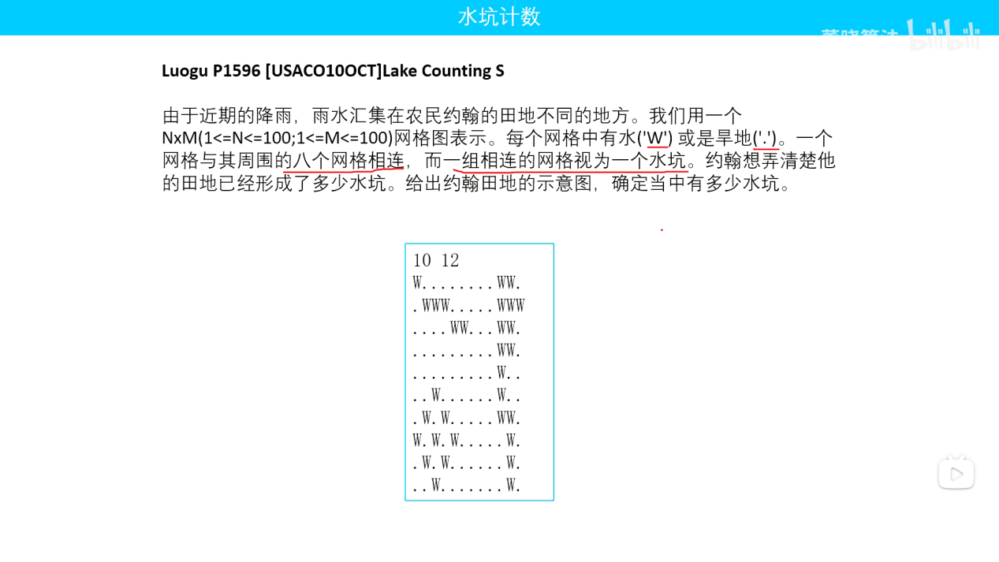 水坑计数
董晓算法 bilibili
Luogu P1596 [USACO10OCT]Lake Counting S
由于近期的降雨，雨水汇集在农民约翰的田地不同的地方。我们用一个
NxM(1<=N<=100;1<=M<=100)网格图表示。每个网格中有水('W') 或是旱地('.')。一个
网格与其周围的八个网格相连，而一组相连的网格视为一个水坑。约翰想弄清楚他
的田地已经形成了多少水坑。给出约翰田地的示意图，确定当中有多少水坑。
10 12
W........WW.
.WWW.....WWW
....WW...WW.
.........WW.
.........W..
..W......W..
.W.W.....WW.
W.W.W.....W.
.W.W......W.
..W.......W.